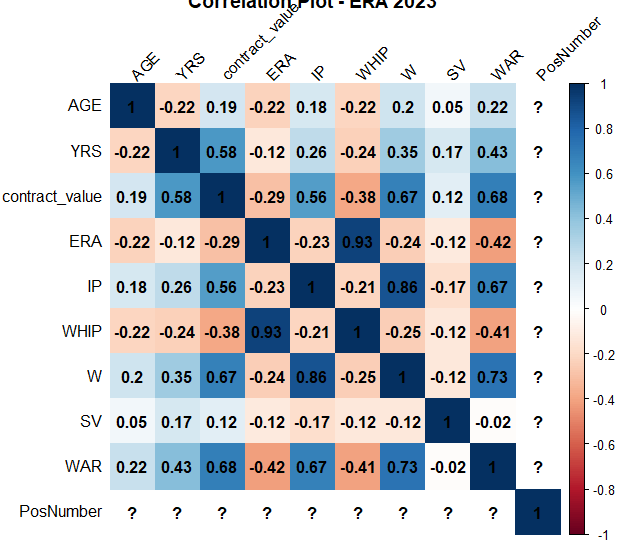 Correlation Plot - ERA 2023
AGE YRS contract_value ERA IP WHIP W SV WAR PosNumber
AGE 1 -0.22 0.19 -0.22 0.18 -0.22 0.2 0.05 0.22 ?
YRS -0.22 1 0.58 -0.12 0.26 -0.24 0.35 0.17 0.43 ?
contract_value 0.19 0.58 1 -0.29 0.56 -0.38 0.67 0.12 0.68 ?
ERA -0.22 -0.12 -0.29 1 -0.23 0.93 -0.24 -0.12 -0.42 ?
IP 0.18 0.26 0.56 -0.23 1 -0.21 0.86 -0.17 0.67 ?
WHIP -0.22 -0.24 -0.38 0.93 -0.21 1 -0.25 -0.12 -0.41 ?
W 0.2 0.35 0.67 -0.24 0.86 -0.25 1 -0.12 0.73 ?
SV 0.05 0.17 0.12 -0.12 -0.17 -0.12 -0.12 1 -0.02 ?
WAR 0.22 0.43 0.68 -0.42 0.67 -0.41 0.73 -0.02 1 ?
PosNumber ? ? ? ? ? ? ? ? ? 1
1
0.8
0.6
0.4
0.2
0
-0.2
-0.4
-0.6
-0.8
-1